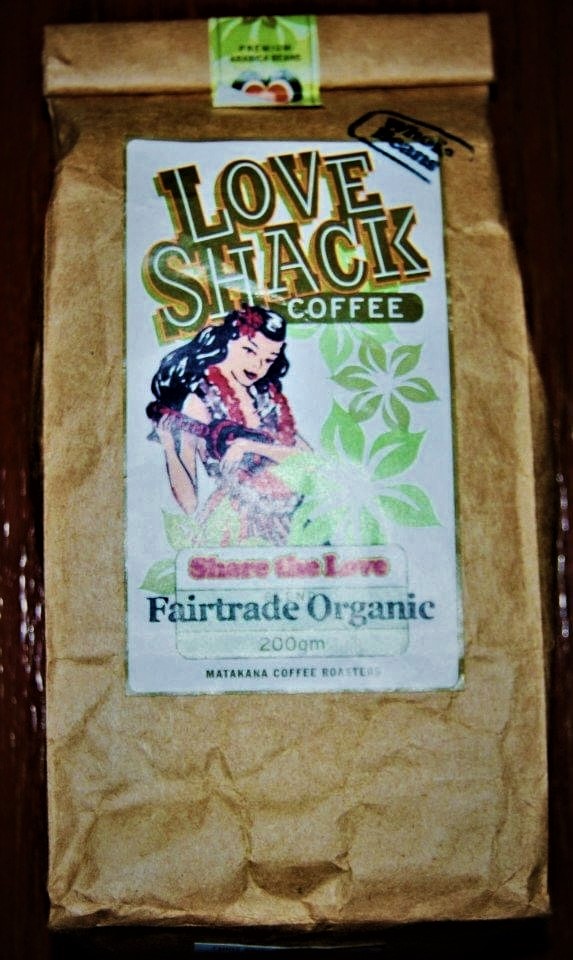 PREMIUM
ARABICA BEANS
Whole
Beans
LOVE
SHACK
COFFEE
Share the Love
Fairtrade Organic
200gm
MATAKANA COFFEE ROASTERS